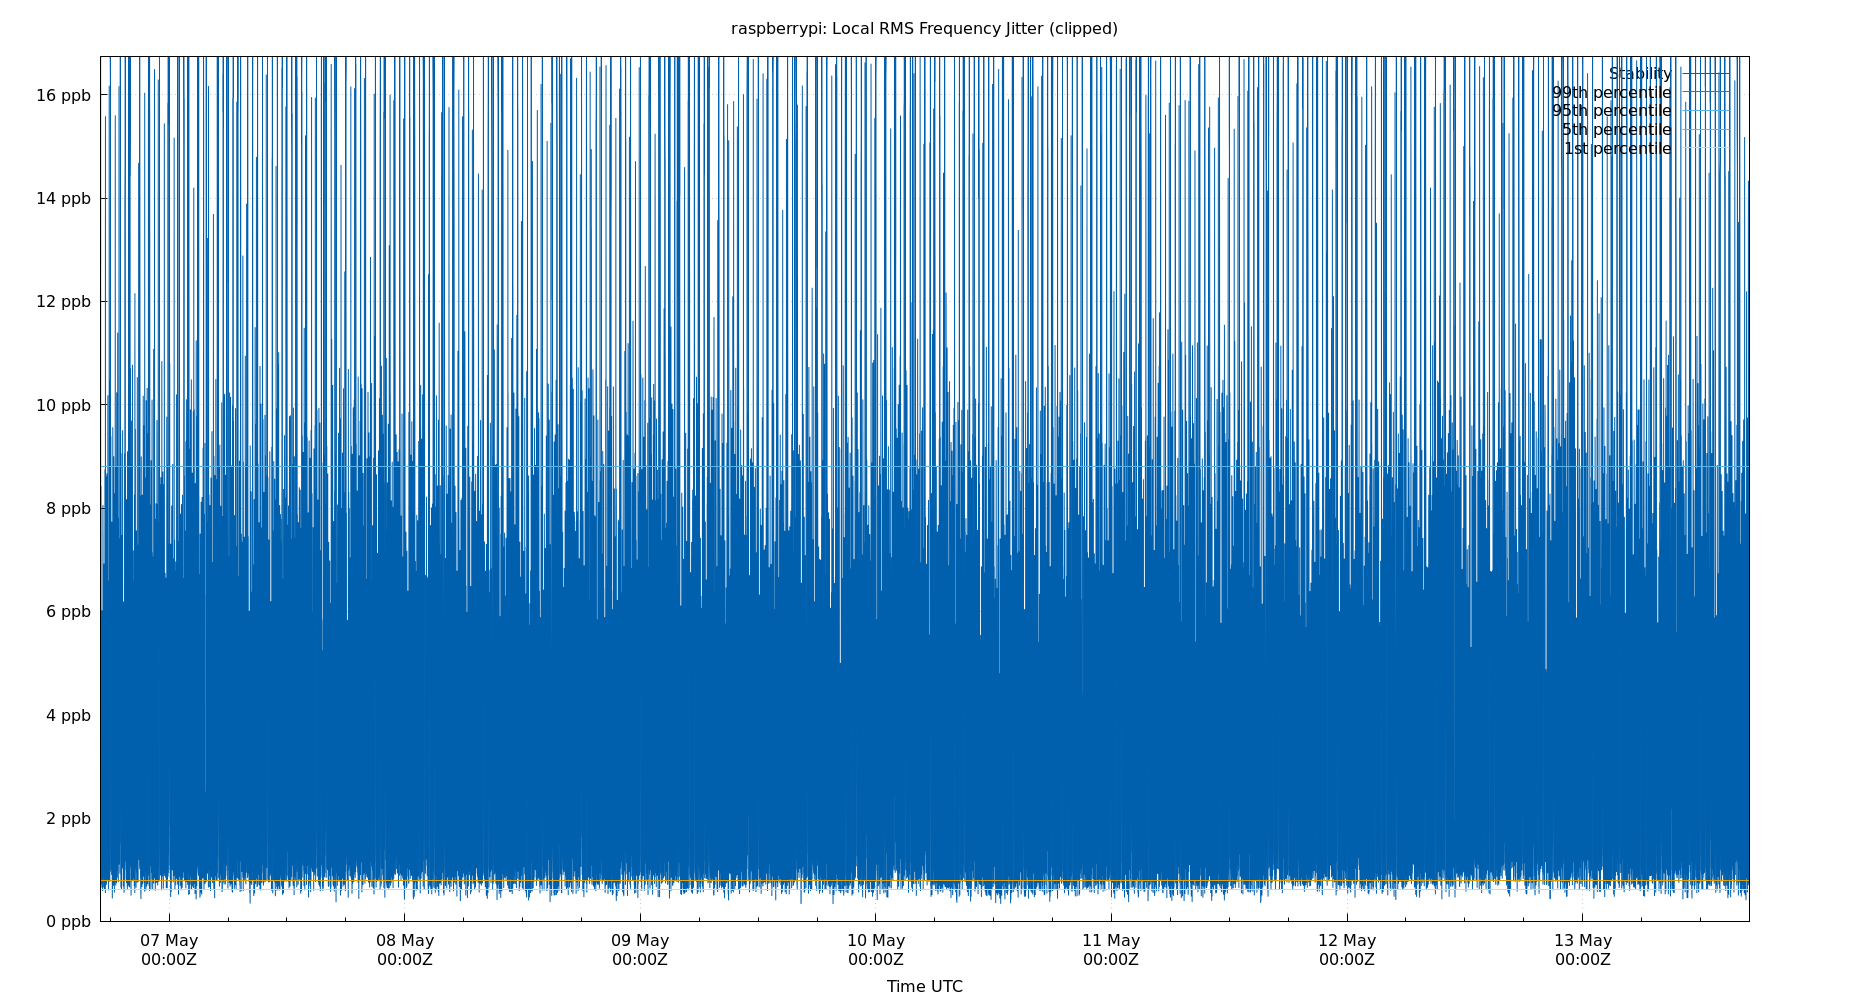 raspberrypi: Local RMS Frequency Jitter (clipped)
16 ppb
14 ppb
12 ppb
10 ppb
8 ppb
6 ppb
4 ppb
2 ppb
0 ppb
Stability
99th percentile
95th percentile
5th percentile
1st percentile
07 May
00:00Z
08 May
00:00Z
09 May
00:00Z
10 May
00:00Z
11 May
00:00Z
12 May
00:00Z
13 May
00:00Z
Time UTC